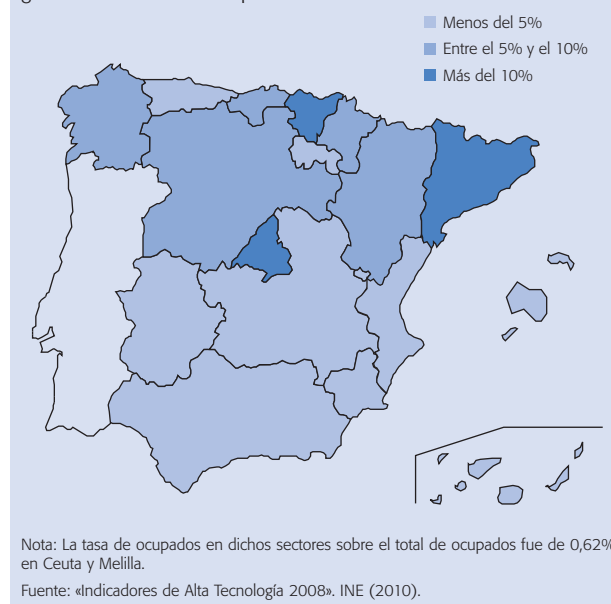 Menos del 5%
Entre el 5% y el 10%
Más del 10%
Nota: La tasa de ocupados en dichos sectores sobre el total de ocupados fue de 0,62%
en Ceuta y Melilla.
Fuente: «Indicadores de Alta Tecnología 2008». INE (2010).